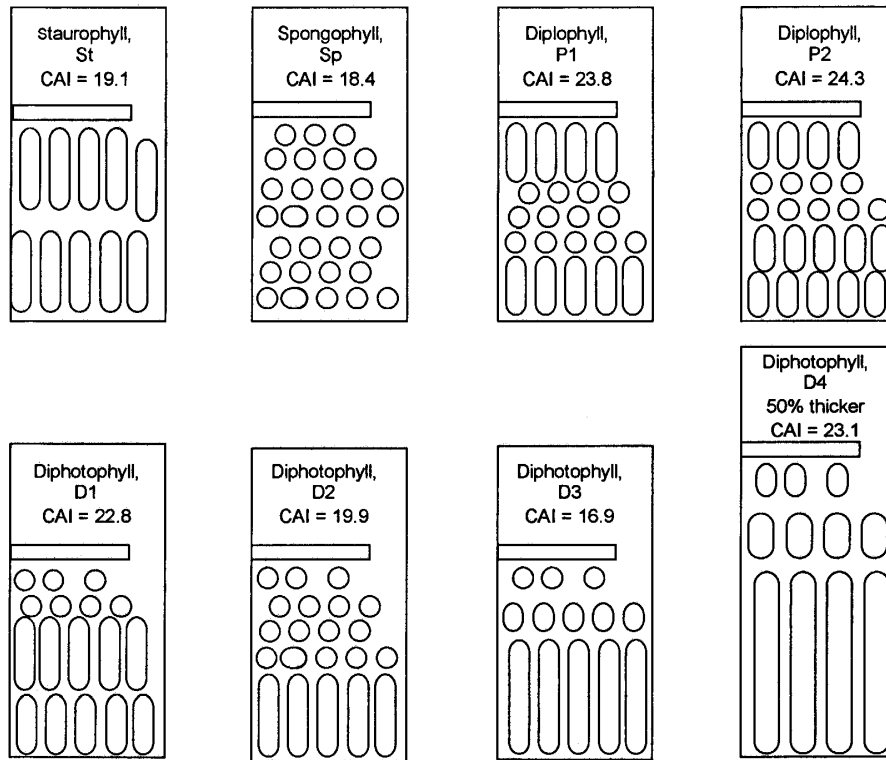 staurophyll,
St
CAI = 19.1
Spongophyll,
Sp
CAI = 18.4
Diplophyll,
P1
CAI = 23.8
Diplophyll,
P2
CAI = 24.3
Diphotophyll,
D1
CAI = 22.8
Diphotophyll,
D2
CAI = 19.9
Diphotophyll,
D3
CAI = 16.9
Diphotophyll,
D4
50% thicker
CAI = 23.1